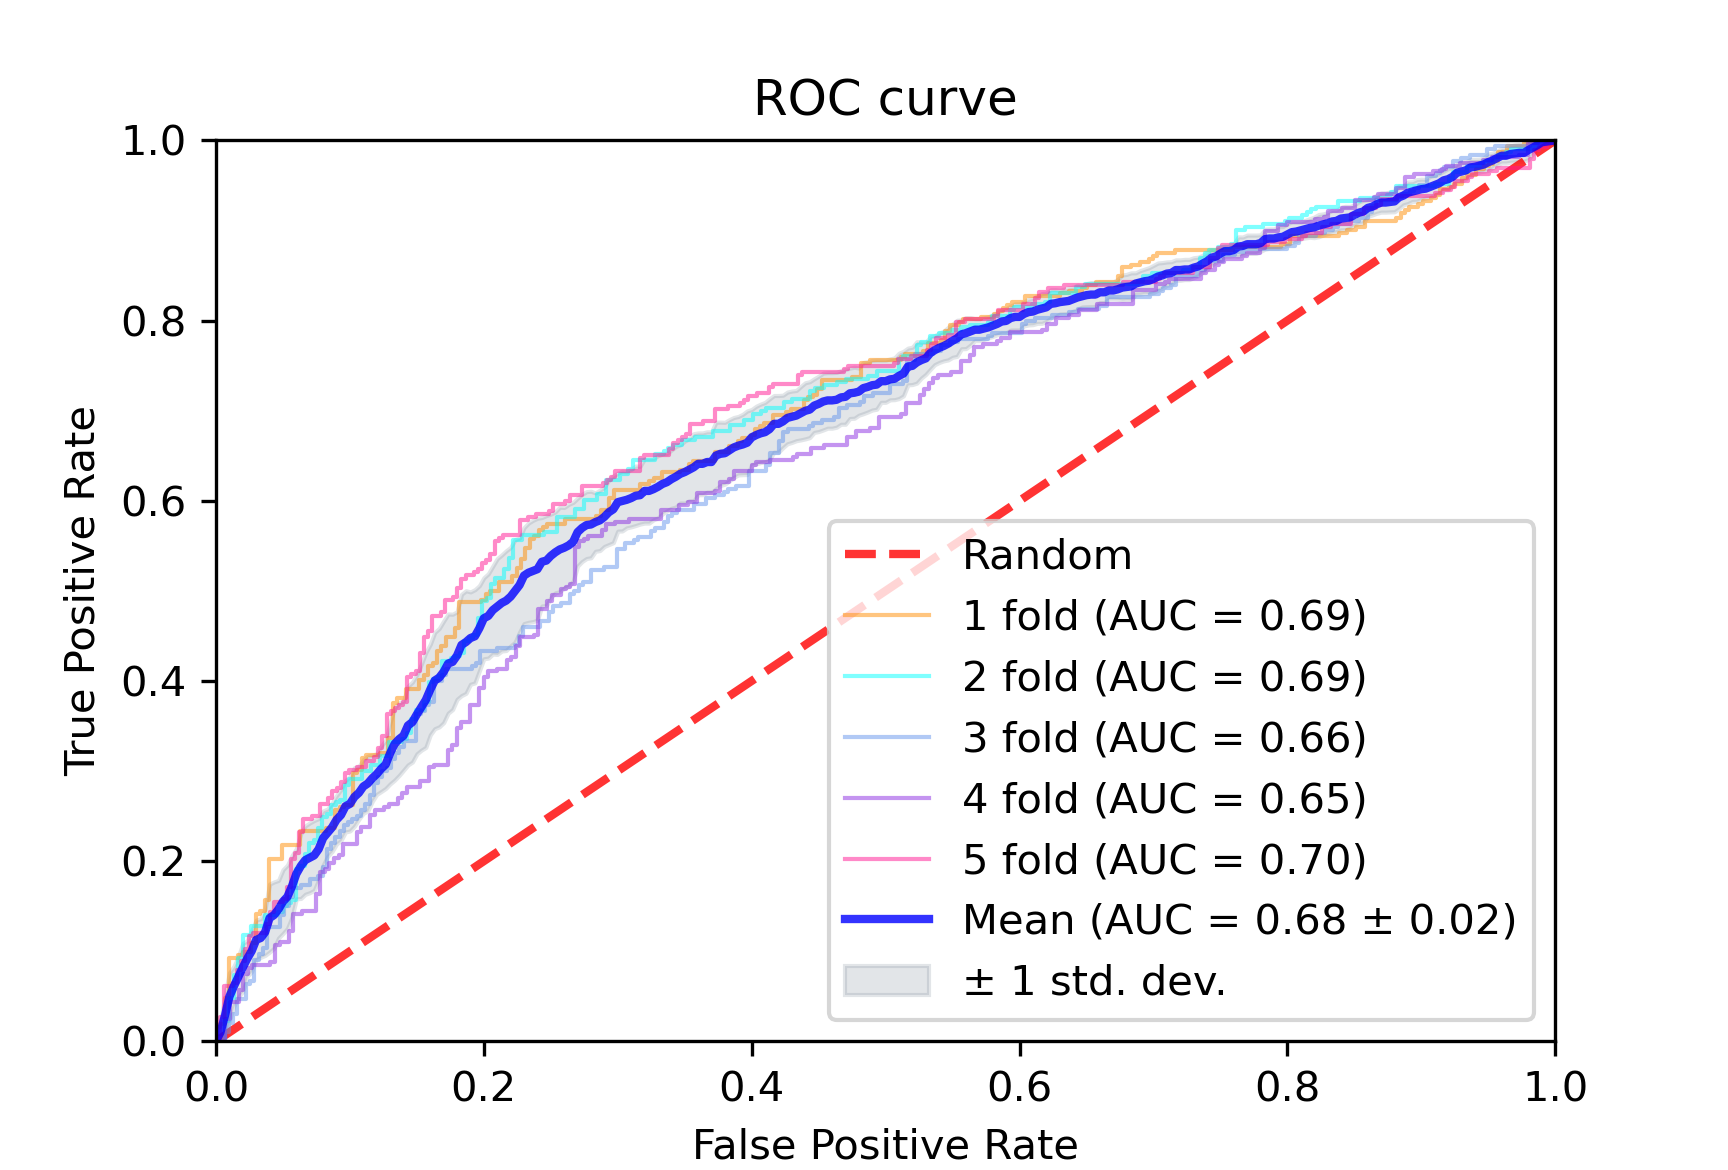 ROC curve
1.0
0.8
0.6
0.4
0.2
0.0
True Positive Rate
Random
1 fold (AUC = 0.69)
2 fold (AUC = 0.69)
3 fold (AUC = 0.66)
4 fold (AUC = 0.65)
5 fold (AUC = 0.70)
Mean (AUC = 0.68 ± 0.02)
± 1 std. dev.
0.0 0.2 0.4 0.6 0.8 1.0
False Positive Rate